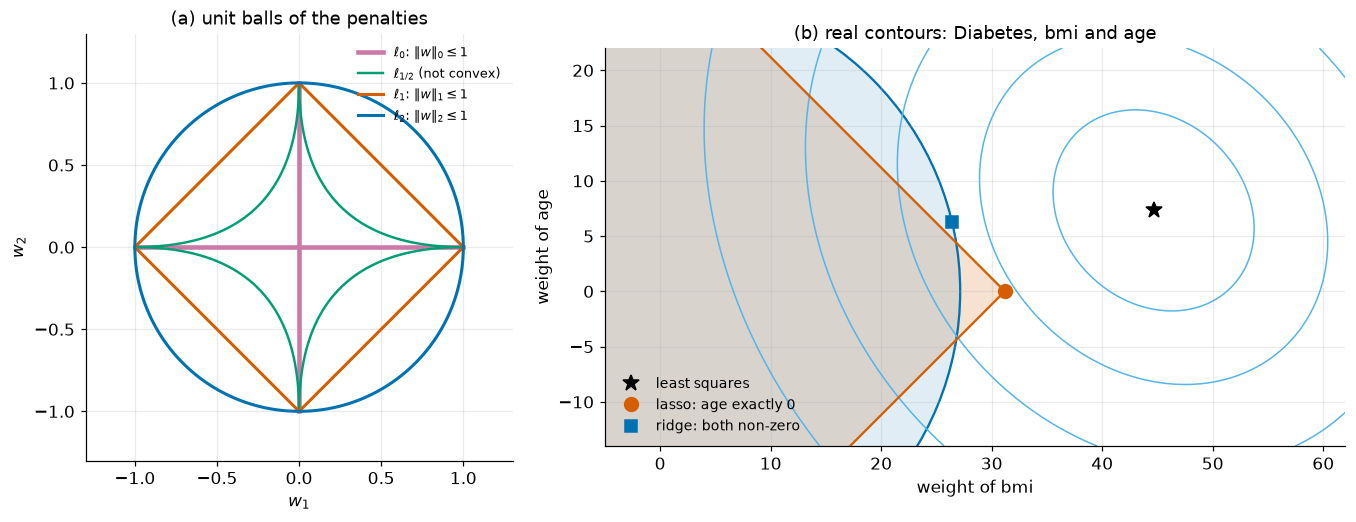 (a) unit balls of the penalties
ℓ₀: ‖w‖₀ ≤ 1
ℓ₁/₂ (not convex)
ℓ₁: ‖w‖₁ ≤ 1
ℓ₂: ‖w‖₂ ≤ 1
1.0
0.5
0.0
−0.5
−1.0
w₂
−1.0 −0.5 0.0 0.5 1.0
w₁
(b) real contours: Diabetes, bmi and age
20
15
10
5
0
−5
−10
weight of age
least squares
lasso: age exactly 0
ridge: both non-zero
0 10 20 30 40 50 60
weight of bmi